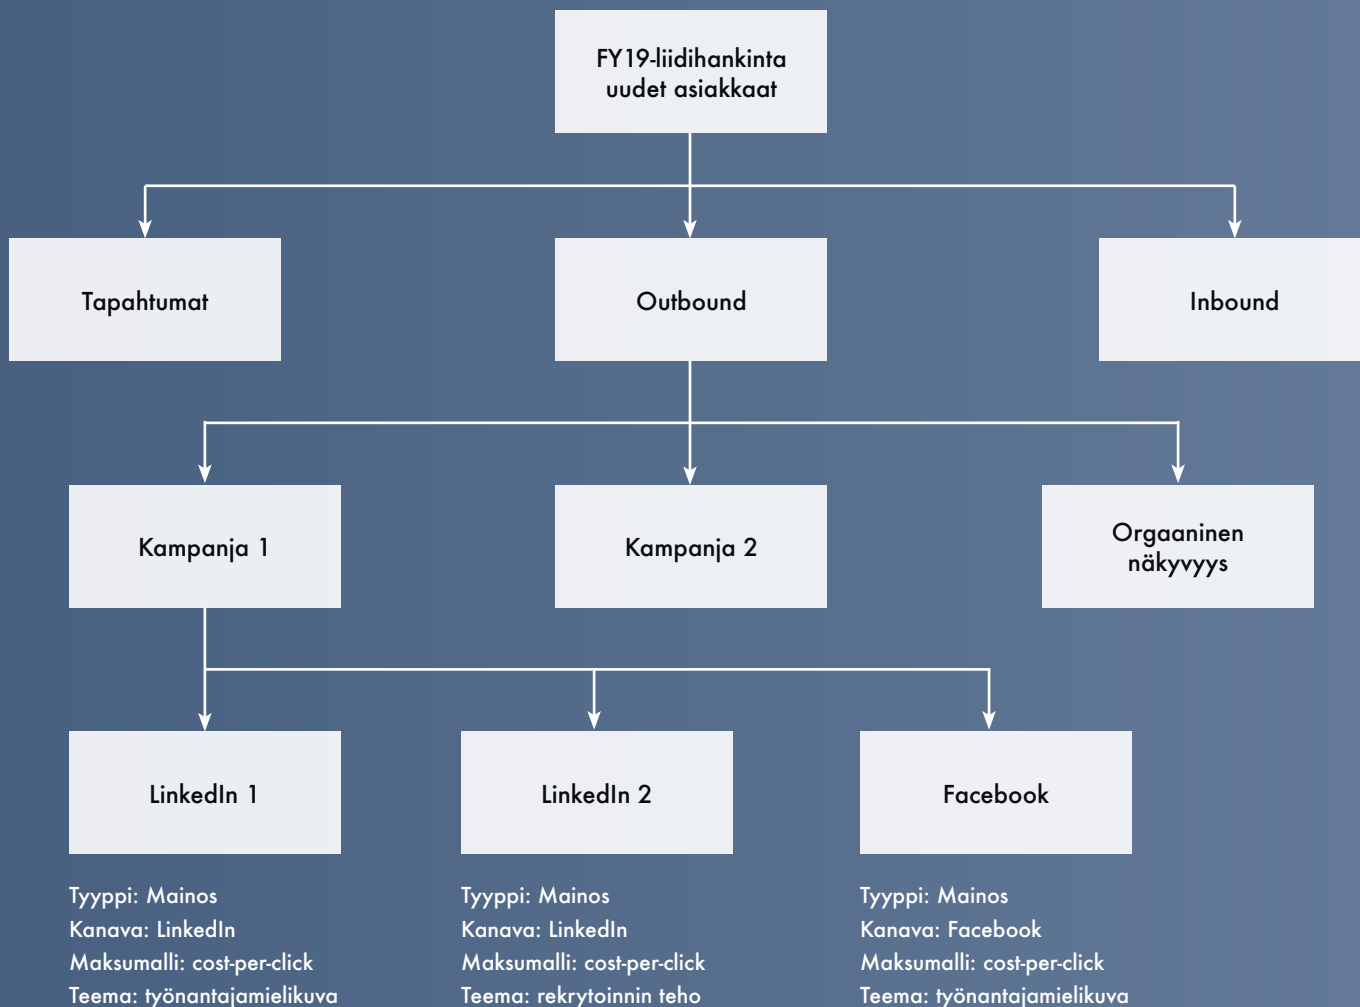 FY19-liidihankinta
uudet asiakkaat
Tapahtumat
Outbound
Inbound
Kampanja 1
Kampanja 2
Orgaaninen
näkyvyys
LinkedIn 1
LinkedIn 2
Facebook
Tyyppi: Mainos
Kanava: LinkedIn
Maksumalli: cost-per-click
Teema: työnantajamielikuva
Tyyppi: Mainos
Kanava: LinkedIn
Maksumalli: cost-per-click
Teema: rekrytoinnin teho
Tyyppi: Mainos
Kanava: Facebook
Maksumalli: cost-per-click
Teema: työnantajamielikuva